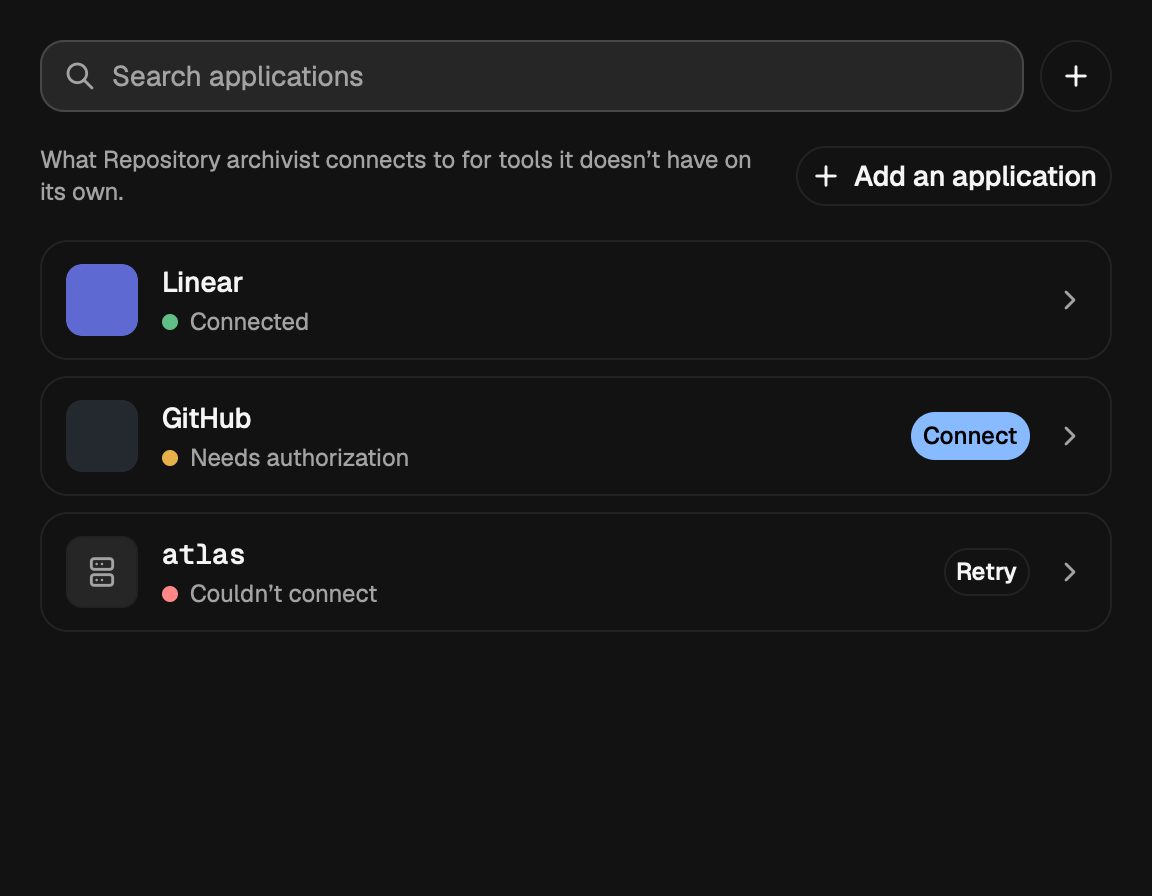 Search applications
What Repository archivist connects to for tools it doesn’t have on
its own.
Add an application
Linear
Connected
GitHub
Needs authorization
Connect
atlas
Couldn’t connect
Retry